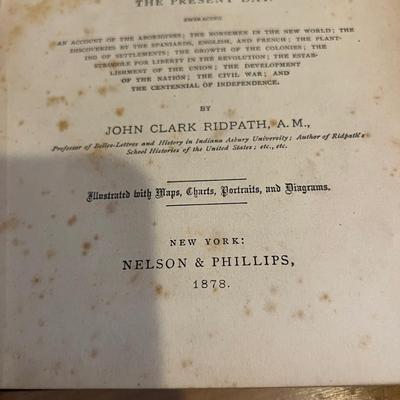 THE PRESENT DAY.
EMBRACING
AN ACCOUNT OF THE ABORIGINES; THE NORSEMEN IN THE NEW WORLD; THE
DISCOVERIES BY THE SPANIARDS, ENGLISH, AND FRENCH; THE PLANT-
ING OF SETTLEMENTS; THE GROWTH OF THE COLONIES; THE
STRUGGLE FOR LIBERTY IN THE REVOLUTION; THE ESTAB-
LISHMENT OF THE UNION; THE DEVELOPMENT
OF THE NATION; THE CIVIL WAR; AND
THE CENTENNIAL OF INDEPENDENCE.
BY
JOHN CLARK RIDPATH, A.M.,
Professor of Belles-Lettres and History in Indiana Asbury University; Author of Ridpath's
School Histories of the United States; etc., etc.
Illustrated with Maps, Charts, Portraits, and Diagrams.
NEW YORK:
NELSON & PHILLIPS,
1878.